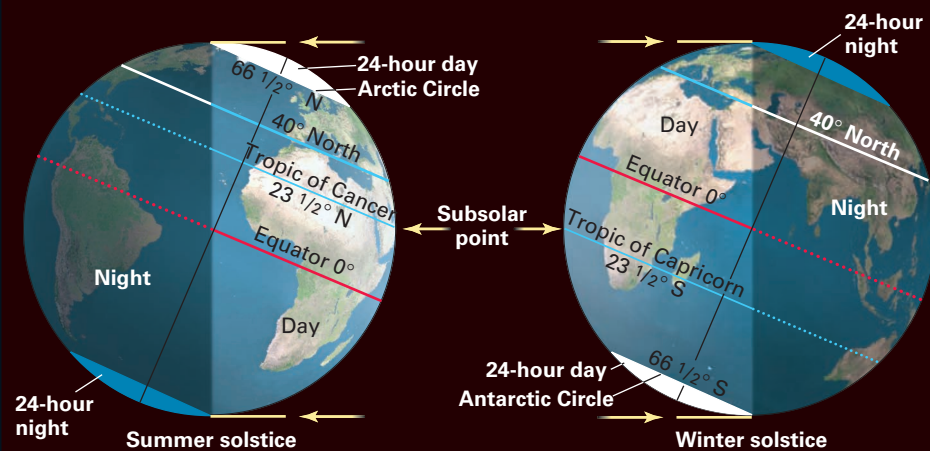 24-hour day
Arctic Circle
66 1/2° N
40° North
Tropic of Cancer
23 1/2° N
Equator 0°
Night
Day
24-hour
night
Summer solstice
Subsolar
point
24-hour
night
Day
40° North
Equator 0°
Night
Tropic of Capricorn
23 1/2° S
66 1/2° S
24-hour day
Antarctic Circle
Winter solstice